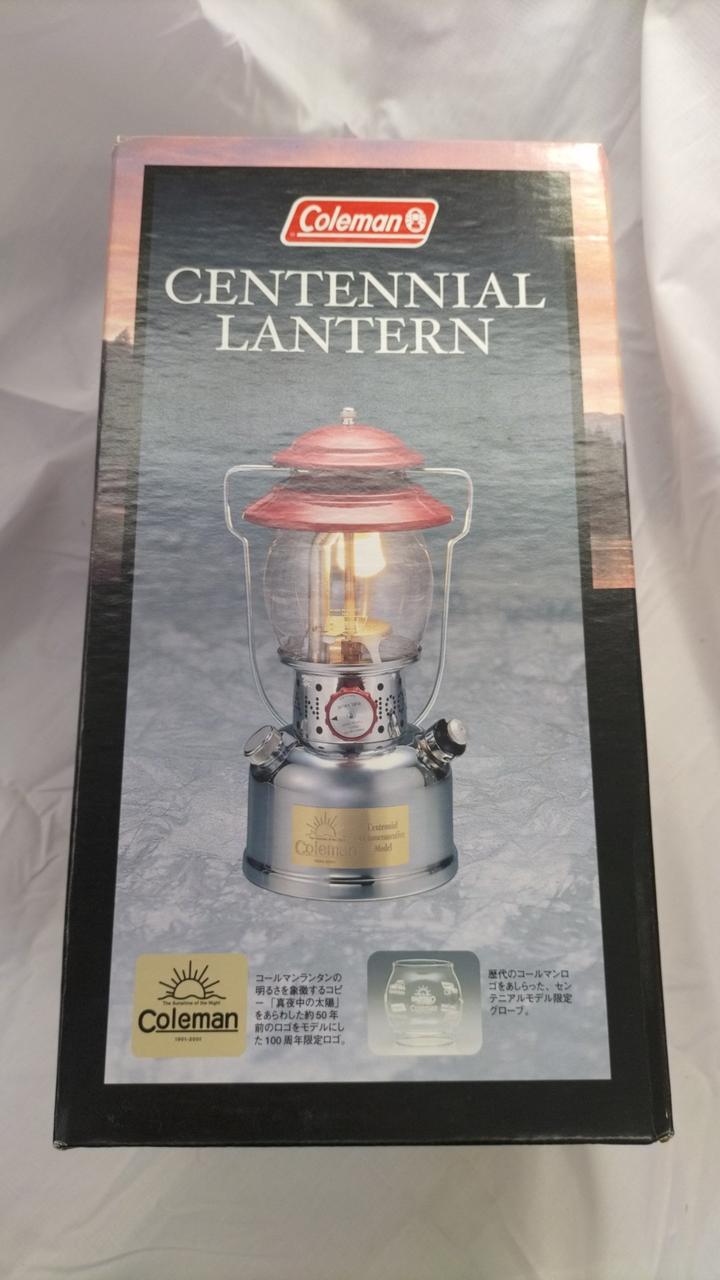 Coleman
CENTENNIAL
LANTERN
Coleman
Centennial
Commemorative
Model
The Sunshine of the Night
Coleman
1901-2001
コールマンランタンの
明るさを象徴するコピ
ー「真夜中の太陽」
をあらわした約50年
前のロゴをモデルにし
た100周年限定ロゴ。
歴代のコールマンロ
ゴをあしらった、セン
テニアルモデル限定
グローブ。